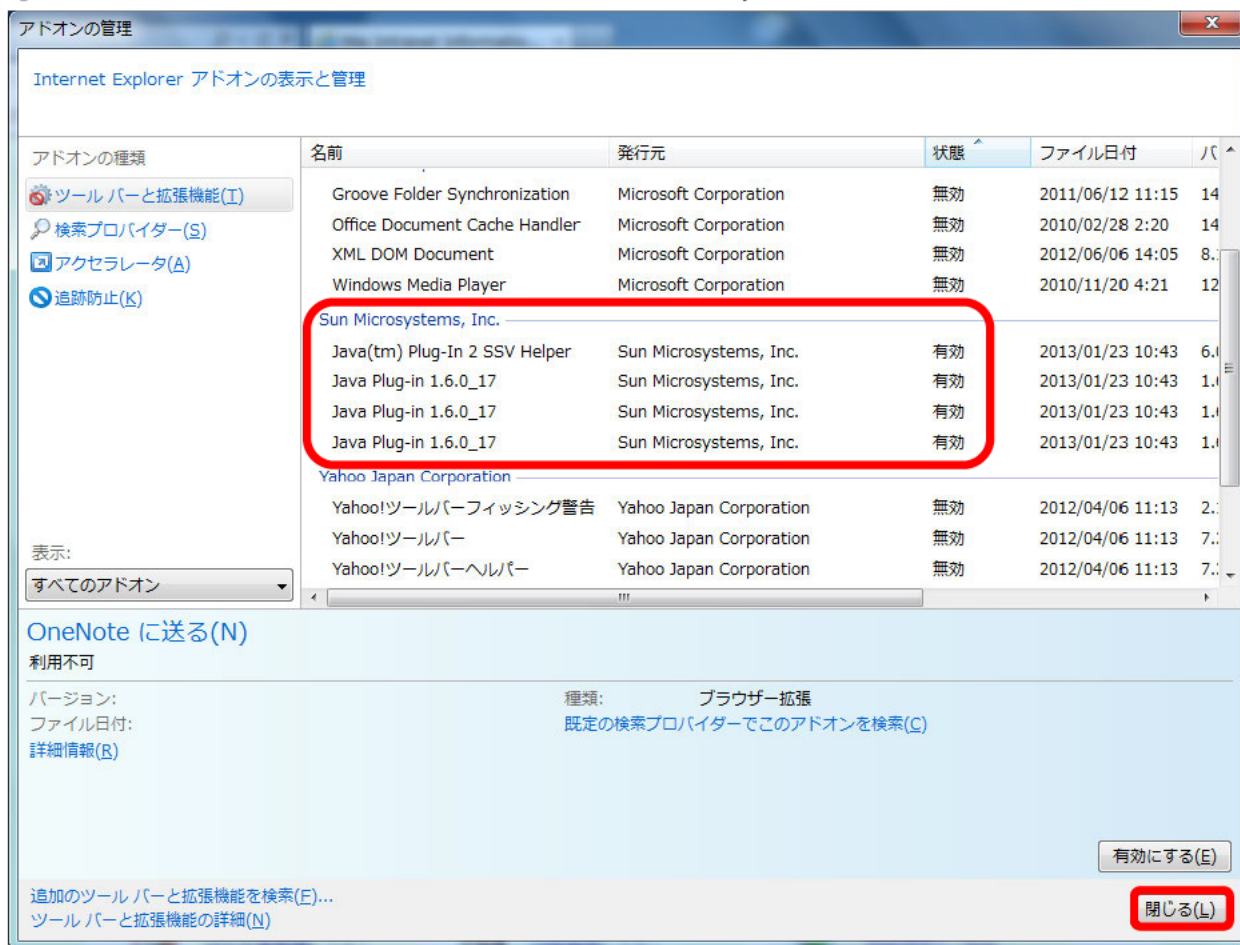 アドオンの管理
Internet Explorer アドオンの表示と管理
アドオンの種類
ツール バーと拡張機能(T)
検索プロバイダー(S)
アクセラレータ(A)
追跡防止(K)
表示:
すべてのアドオン
名前 発行元 状態 ファイル日付 バ
Groove Folder Synchronization Microsoft Corporation 無効 2011/06/12 11:15 14
Office Document Cache Handler Microsoft Corporation 無効 2010/02/28 2:20 14
XML DOM Document Microsoft Corporation 無効 2012/06/06 14:05 8.
Windows Media Player Microsoft Corporation 無効 2010/11/20 4:21 12
Sun Microsystems, Inc.
Java(tm) Plug-In 2 SSV Helper Sun Microsystems, Inc. 有効 2013/01/23 10:43 6.
Java Plug-in 1.6.0_17 Sun Microsystems, Inc. 有効 2013/01/23 10:43 1.
Java Plug-in 1.6.0_17 Sun Microsystems, Inc. 有効 2013/01/23 10:43 1.
Java Plug-in 1.6.0_17 Sun Microsystems, Inc. 有効 2013/01/23 10:43 1.
Yahoo Japan Corporation
Yahoo!ツールバーフィッシング警告 Yahoo Japan Corporation 無効 2012/04/06 11:13 2.
Yahoo!ツールバー Yahoo Japan Corporation 無効 2012/04/06 11:13 7.
Yahoo!ツールバーヘルパー Yahoo Japan Corporation 無効 2012/04/06 11:13 7.
OneNote に送る(N)
利用不可
バージョン: 種類: ブラウザー拡張
ファイル日付: 既定の検索プロバイダーでこのアドオンを検索(C)
詳細情報(R)
有効にする(E)
追加のツール バーと拡張機能を検索(F)...
ツール バーと拡張機能の詳細(N)
閉じる(L)